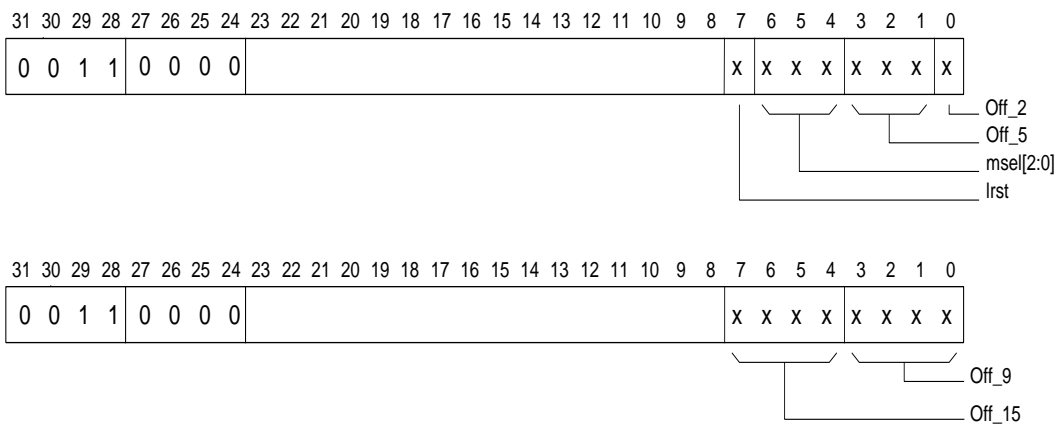 31 30 29 28 27 26 25 24 23 22 21 20 19 18 17 16 15 14 13 12 11 10 9 8 7 6 5 4 3 2 1 0
0 0 1 1 0 0 0 0 x x x x x x x x
Off_2
Off_5
msel[2:0]
lrst
31 30 29 28 27 26 25 24 23 22 21 20 19 18 17 16 15 14 13 12 11 10 9 8 7 6 5 4 3 2 1 0
0 0 1 1 0 0 0 0 x x x x x x x x
Off_9
Off_15